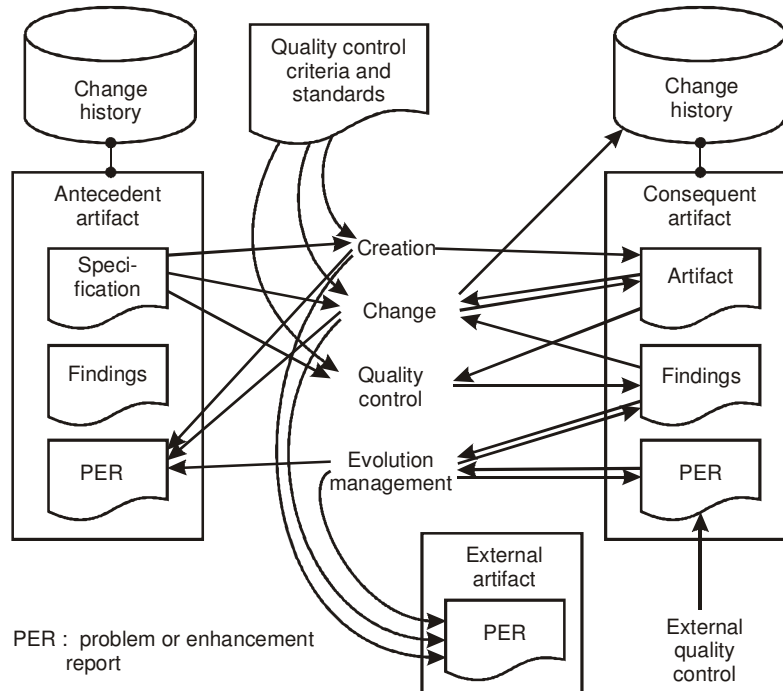 Change
history
Quality control
criteria and
standards
Change
history
Antecedent
artifact
Speci-
fication
Findings
PER
Creation
Change
Quality
control
Evolution
management
Consequent
artifact
Artifact
Findings
PER
External
artifact
PER
External
quality
control
PER : problem or enhancement
report